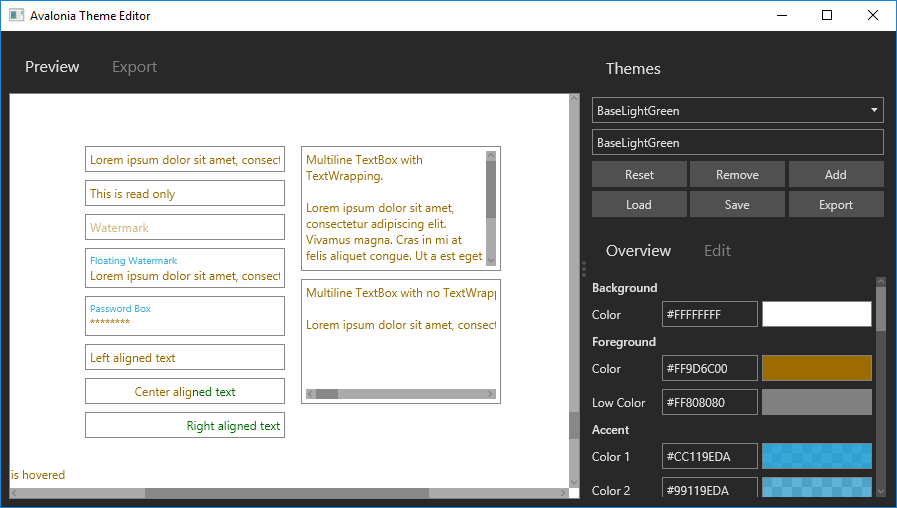 Avalonia Theme Editor
Preview
Export
Lorem ipsum dolor sit amet, consect
This is read only
Watermark
Floating Watermark
Lorem ipsum dolor sit amet, consect
Password Box
********
Left aligned text
Center aligned text
Right aligned text
is hovered
Multiline TextBox with
TextWrapping.
Lorem ipsum dolor sit amet,
consectetur adipiscing elit.
Vivamus magna. Cras in mi at
felis aliquet congue. Ut a est eget
Multiline TextBox with no TextWrapp
Lorem ipsum dolor sit amet, consect
Themes
BaseLightGreen
BaseLightGreen
Reset
Remove
Add
Load
Save
Export
Overview
Edit
Background
Color
#FFFFFFFF
Foreground
Color
#FF9D6C00
Low Color
#FF808080
Accent
Color 1
#CC119EDA
Color 2
#99119EDA